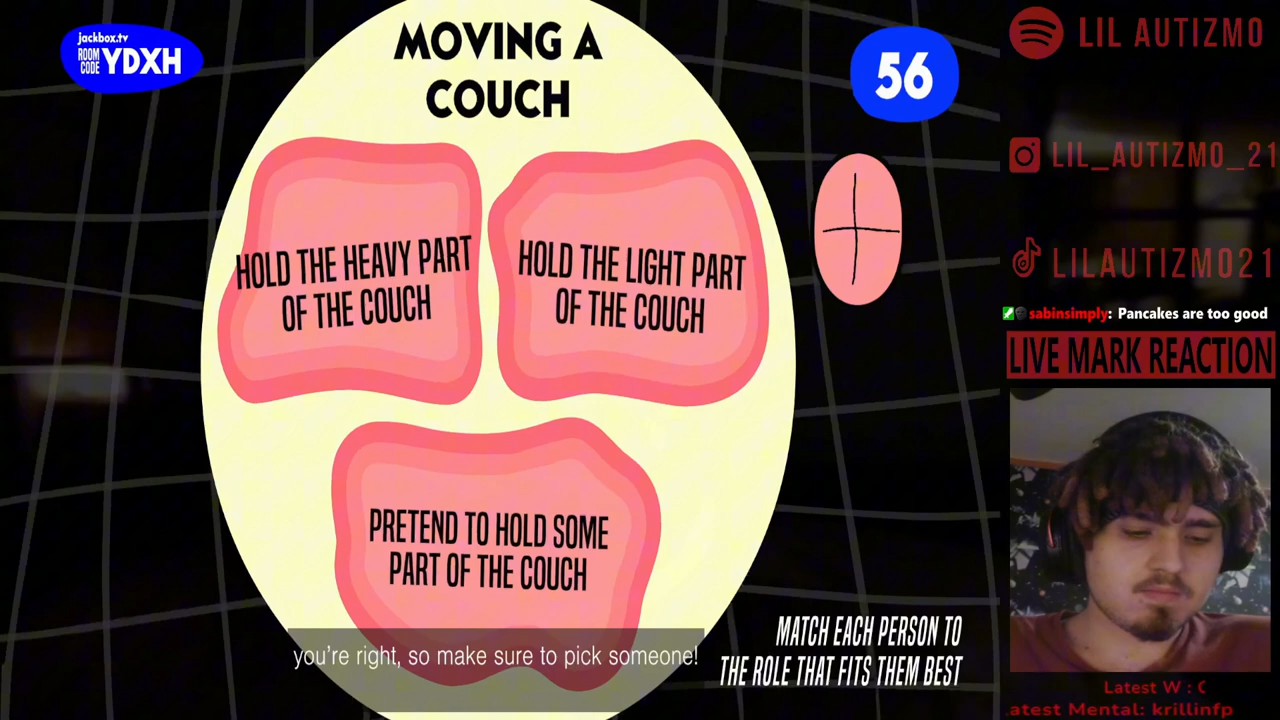 jackbox.tv
ROOM CODE YDXH
MOVING A
COUCH
56
HOLD THE HEAVY PART
OF THE COUCH
HOLD THE LIGHT PART
OF THE COUCH
PRETEND TO HOLD SOME
PART OF THE COUCH
you're right, so make sure to pick someone!
MATCH EACH PERSON TO
THE ROLE THAT FITS THEM BEST
LIL AUTIZMO
LIL_AUTIZMO_21
LILAUTIZMO21
sabinsimply: Pancakes are too good
LIVE MARK REACTION
Latest W : 
atest Mental: krillinfp